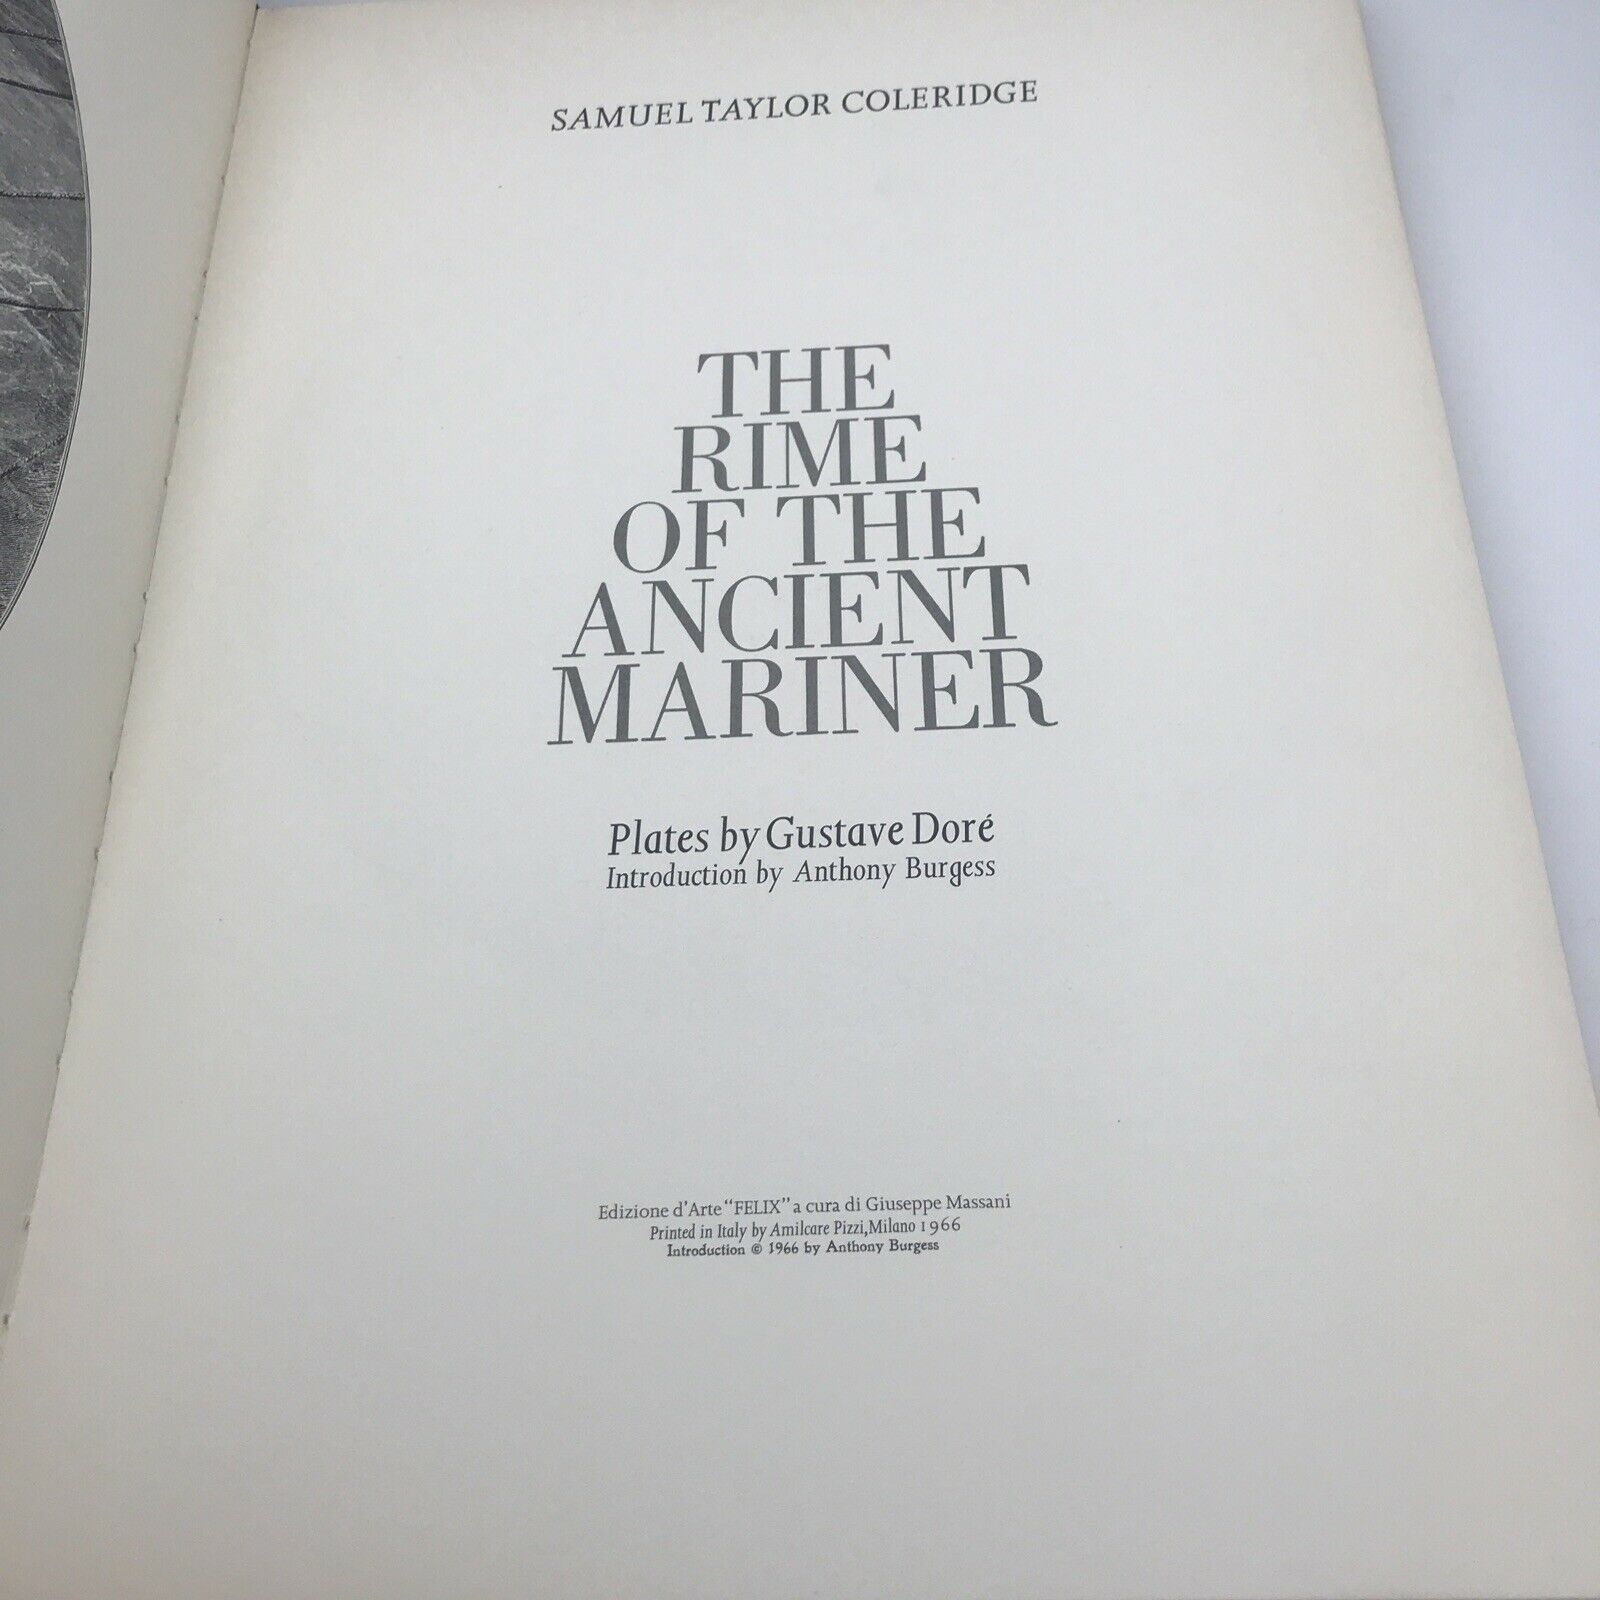 SAMUEL TAYLOR COLERIDGE
THE
RIME
OF THE
ANCIENT
MARINER
Plates by Gustave Doré
Introduction by Anthony Burgess
Edizione d'Arte "FELIX" a cura di Giuseppe Massani
Printed in Italy by Amilcare Pizzi, Milano 1966
Introduction © 1966 by Anthony Burgess